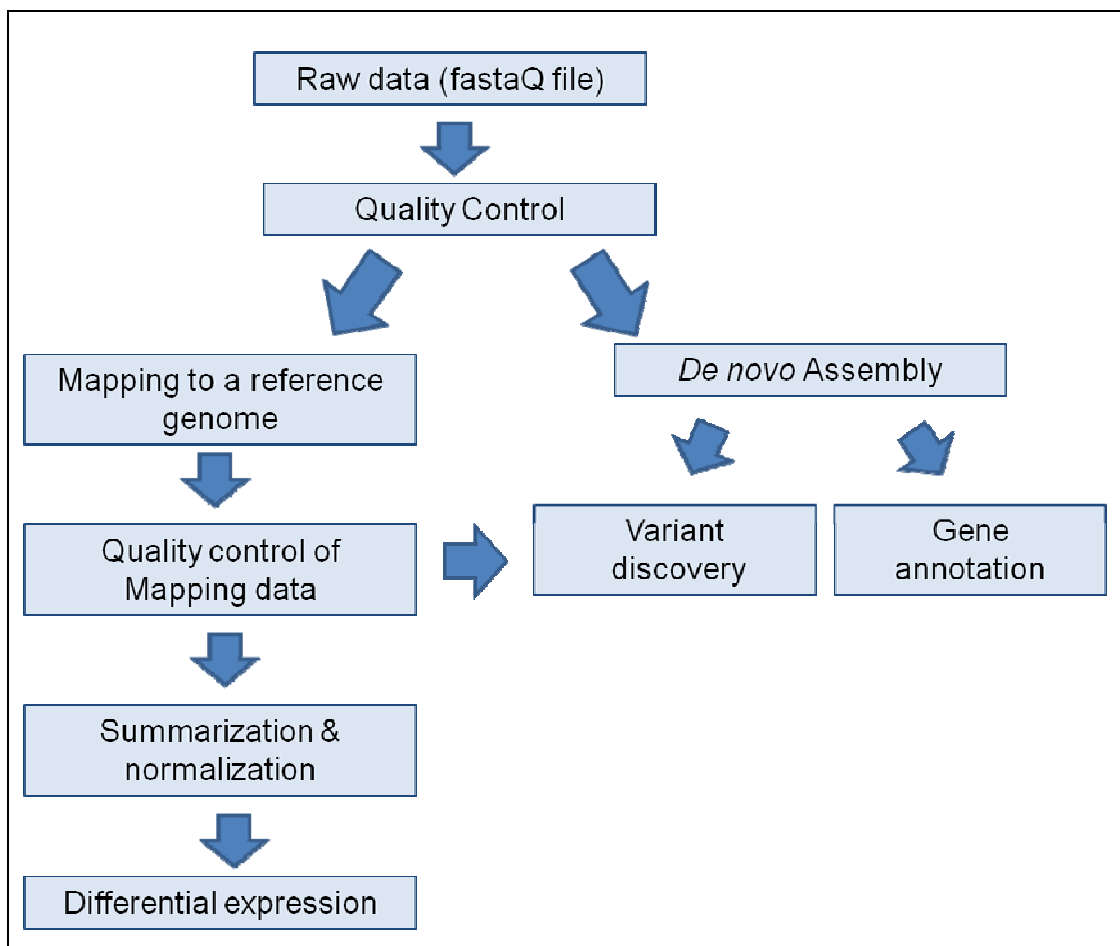 Raw data (fastaQ file)
Quality Control
Mapping to a reference
genome
De novo Assembly
Quality control of
Mapping data
Variant
discovery
Gene
annotation
Summarization &
normalization
Differential expression